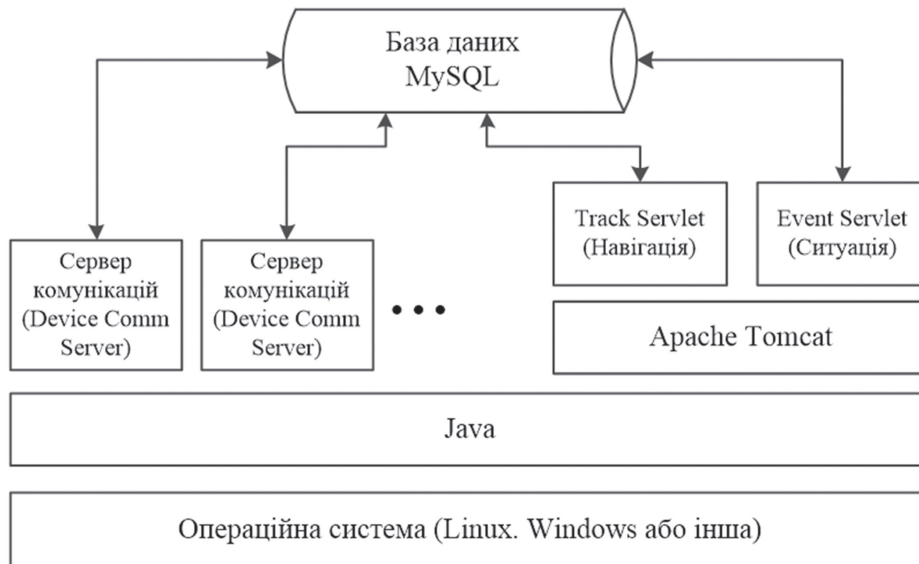 База даних
MySQL
Track Servlet
(Навігація)
Event Servlet
(Ситуація)
Сервер
комунікацій
(Device Comm
Server)
Сервер
комунікацій
(Device Comm
Server)
Apache Tomcat
Java
Операційна система (Linux. Windows або інша)